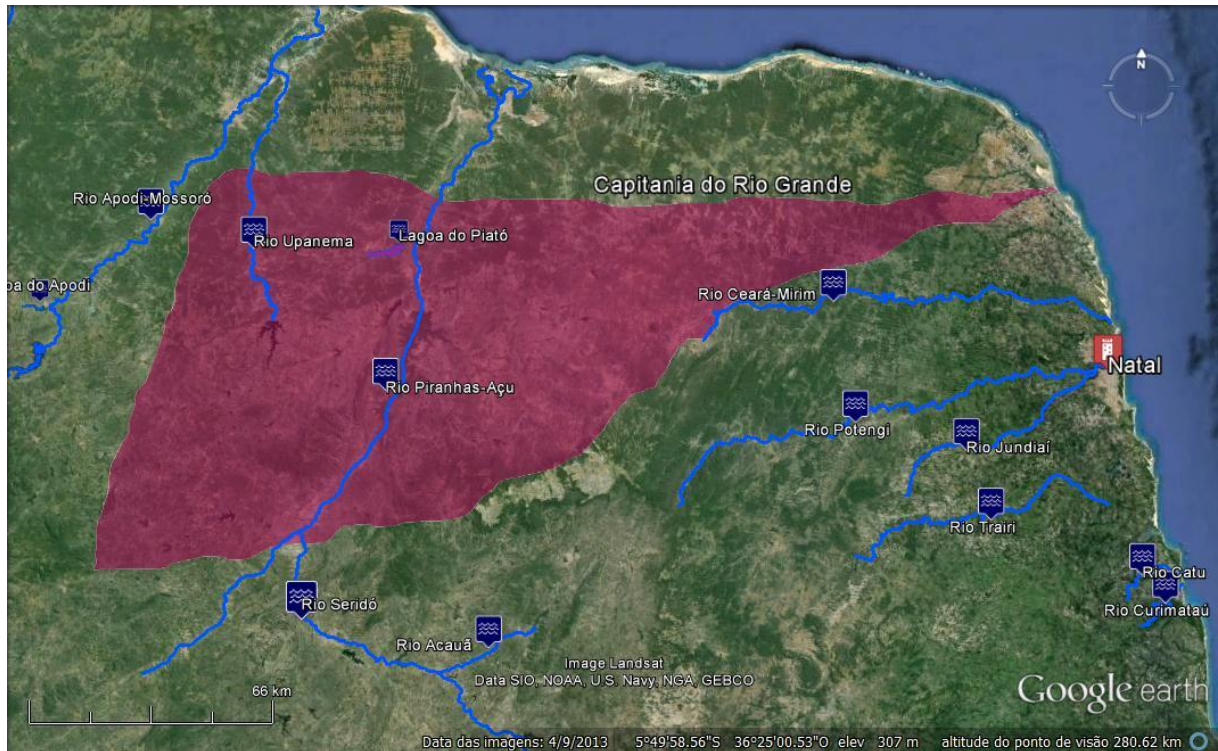 N
Capitania do Rio Grande
Rio Apodi-Mossoró
Rio Upanema
Lagoa do Piató
oa do Apodi
Rio Ceará-Mirim
Natal
Rio Piranhas-Açu
Rio Potengi
Rio Jundiaí
Rio Trairi
Rio Catu
Rio Curimataú
Rio Seridó
Rio Acauã
Image Landsat
Data SIO, NOAA, U.S. Navy, NGA, GEBCO
66 km
Google earth
Data das imagens: 4/9/2013 5°49'58.56"S 36°25'00.53"O elev 307 m altitude do ponto de visão 280.62 km